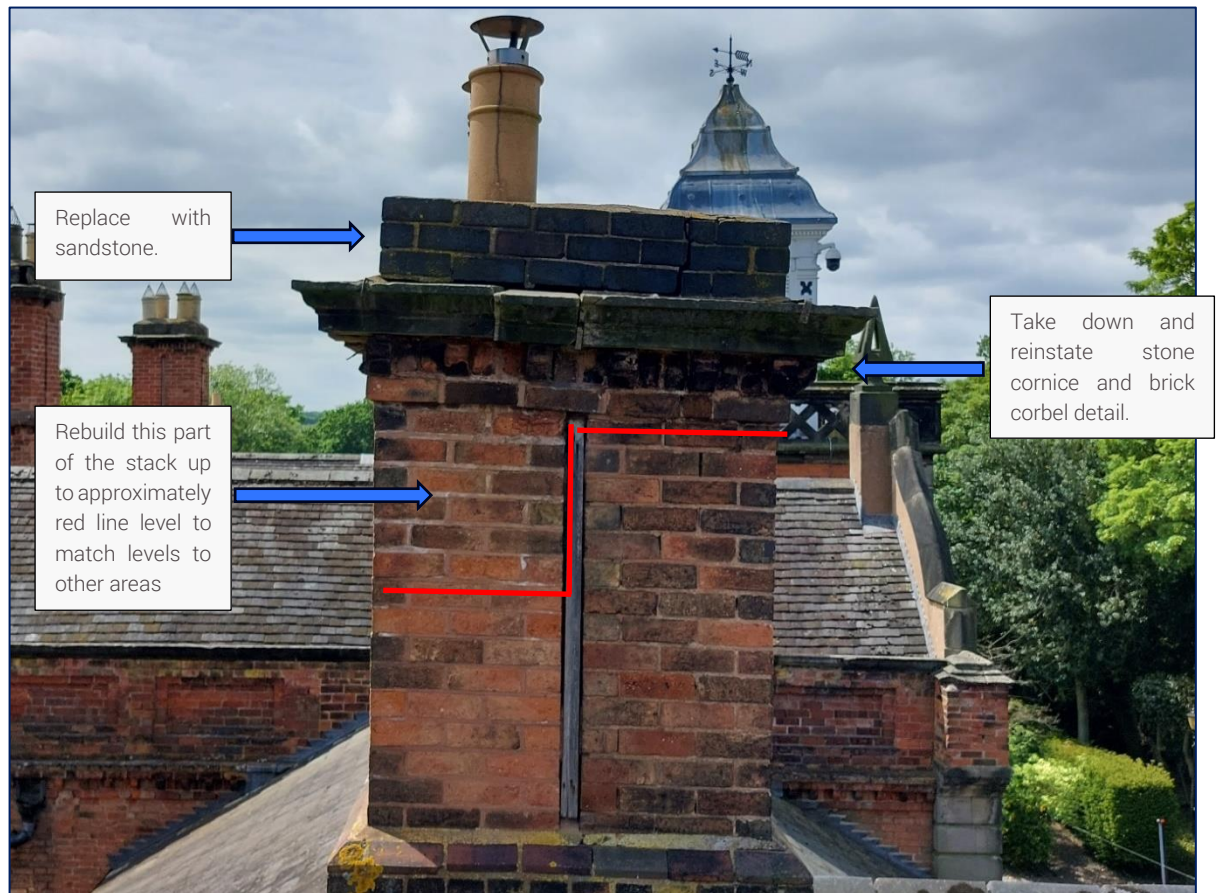 Replace with
sandstone.
Take down and
reinstate stone
cornice and brick
corbel detail.
Rebuild this part
of the stack up
to approximately
red line level to
match levels to
other areas